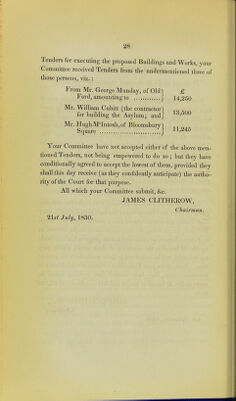 28
Tenders for executing the proposed Buildings and Works, your
Committee received Tenders from the undermentioned three of
those persons, viz. :
From Mr. George Munday, of Old £
Ford, amounting to ............ } 14,250
Mr. William Cubitt (the contractor
for building the Asylum; and } 13,500
Mr. Hugh McIntosh, of Bloomsbury
Square ........................ } 11,245
Your Committee have not accepted either of the above men-
tioned Tenders, not being empowered to do so; but they have
conditionally agreed to accept the lowest of them, provided they
shall this day receive (as they confidently anticipate) the autho-
rity of the Court for that purpose.
All which your Committee submit, &c.
JAMES CLITHEROW,
Chairman.
21st July, 1830.